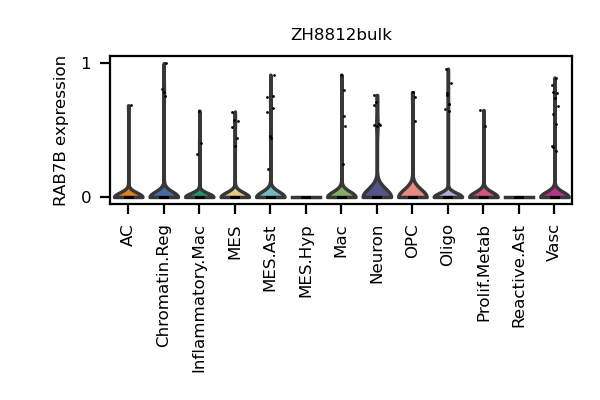 ZH8812bulk
RAB7B expression
1
0
AC
Chromatin.Reg
Inflammatory.Mac
MES
MES.Ast
MES.Hyp
Mac
Neuron
OPC
Oligo
Prolif.Metab
Reactive.Ast
Vasc